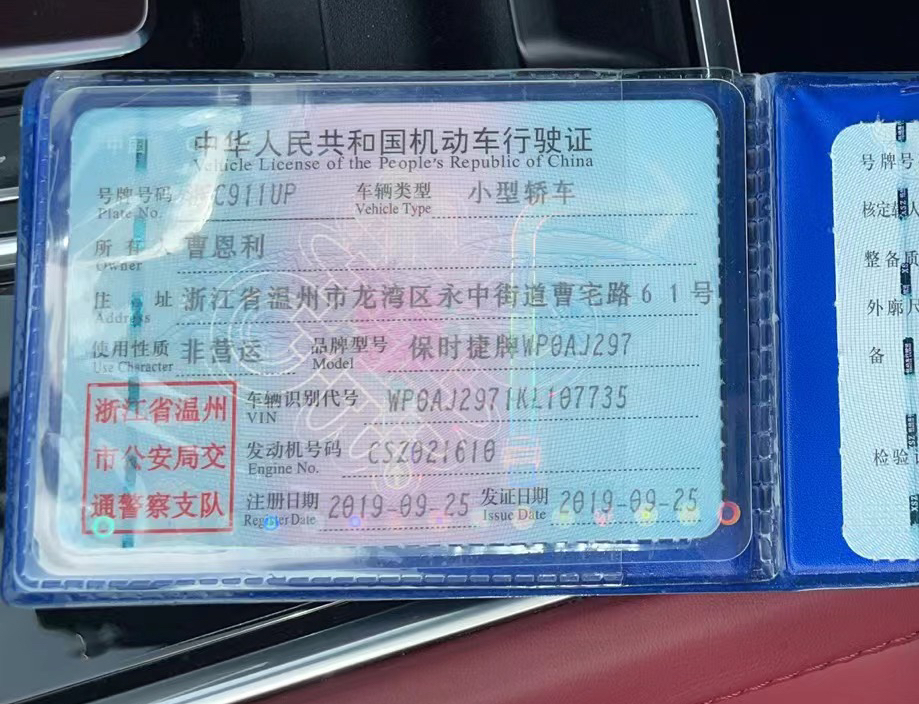 中华人民共和国机动车行驶证
Vehicle License of the People's Republic of China
号牌号码 C911UP 车辆类型 小型轿车
Plate No. Vehicle Type
所有人 曹恩利
Owner
住 址 浙江省温州市龙湾区永中街道曹宅路61号
Address
使用性质 非营运 品牌型号 保时捷牌WP0AJ297
Use Character Model
浙江省温州
市公安局交
通警察支队
车辆识别代号 WP0AJ2971KL107735
VIN
发动机号码 CSZ021610
Engine No.
注册日期 2019-09-25 发证日期 2019-09-25
Register Date Issue Date
号牌号
核定
整备质
外廓
备
检验